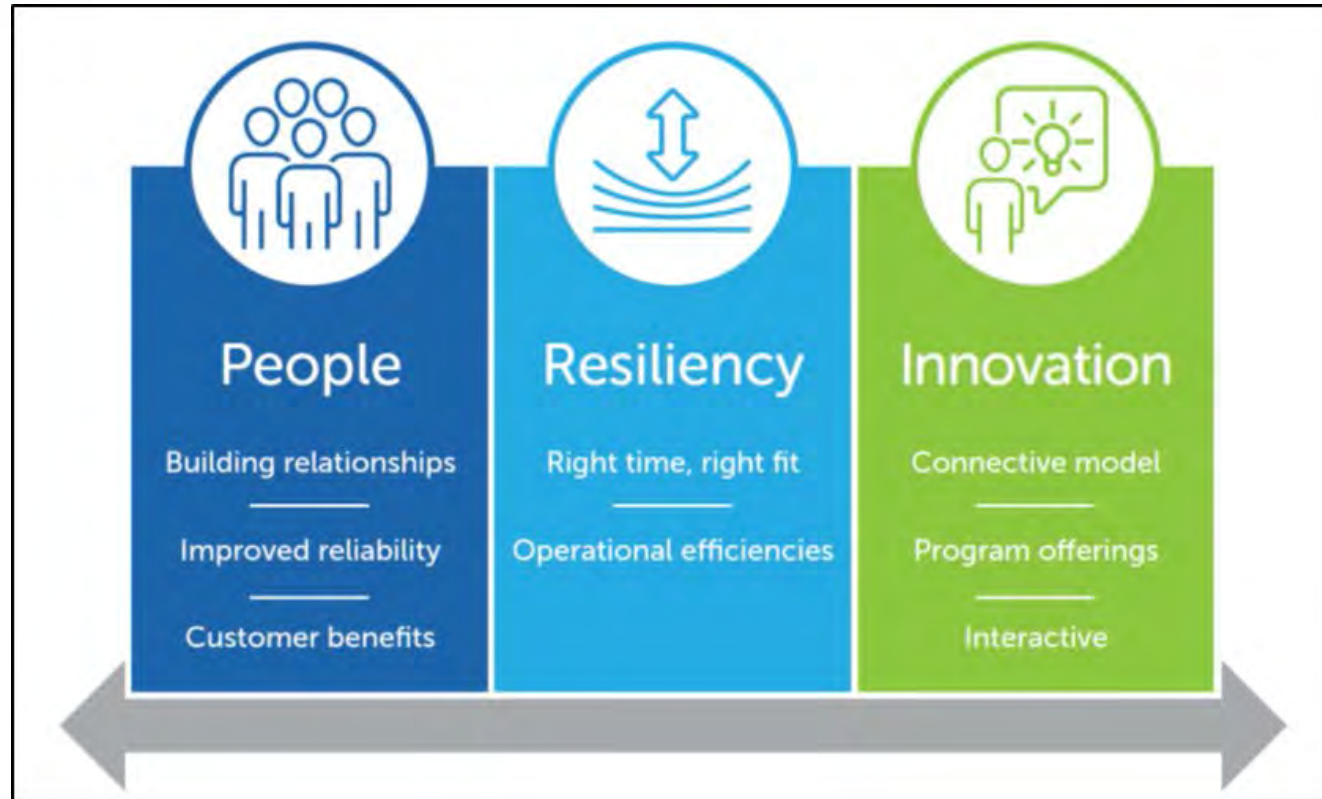 People
Building relationships
Improved reliability
Customer benefits
Resiliency
Right time, right fit
Operational efficiencies
Innovation
Connective model
Program offerings
Interactive